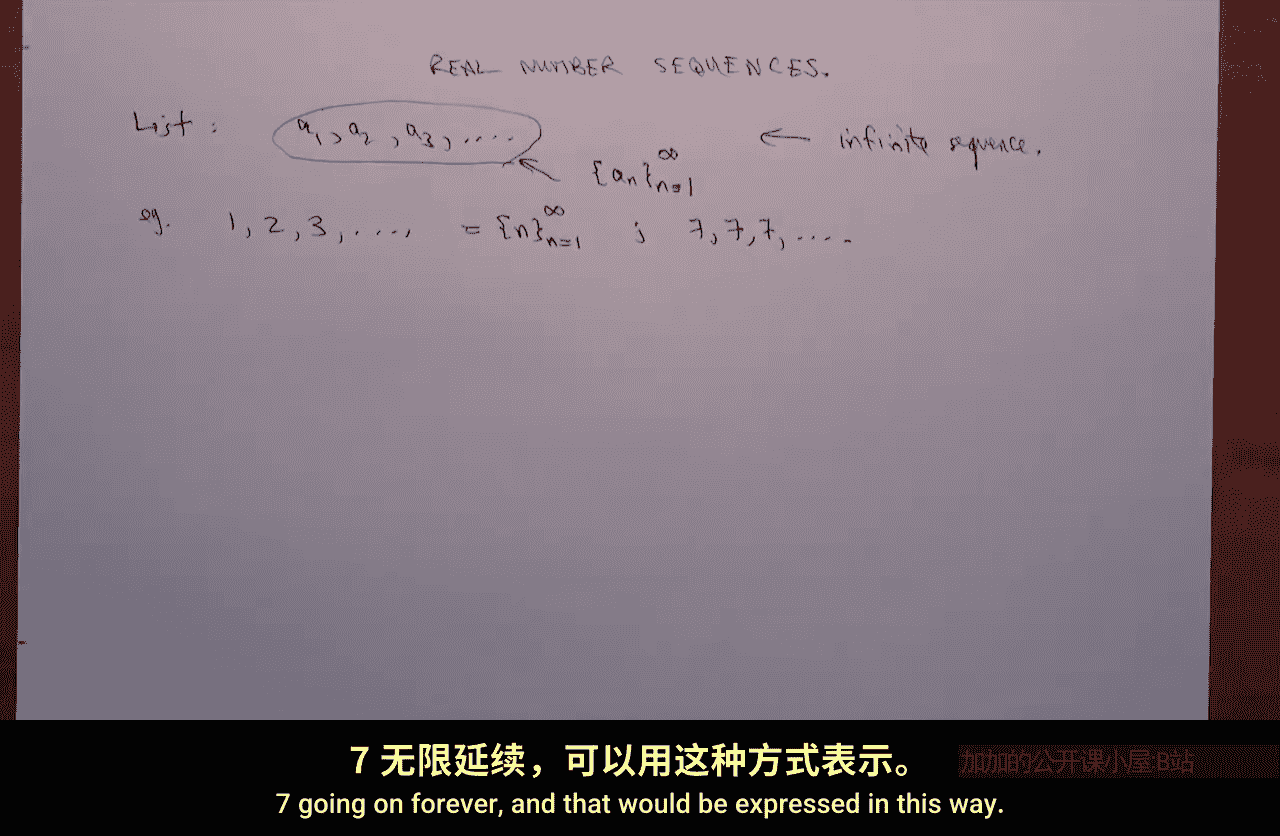 REAL NUMBER SEQUENCES.
List : a₁, a₂, a₃, .... ← infinite sequence.
{aₙ}ₙ₌₁^∞
eg. 1, 2, 3, ...., = {n}ₙ₌₁^∞ ; 7, 7, 7, ....
7 无限延续，可以用这种方式表示。
加加的公开课小屋:B站
7 going on forever, and that would be expressed in this way.